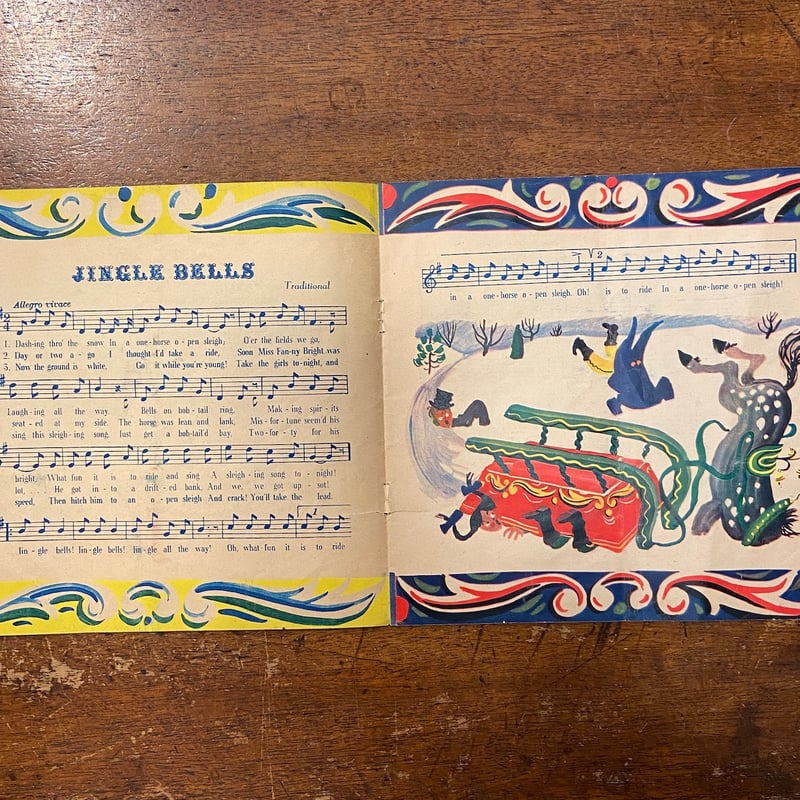 JINGLE BELLS
Traditional
Allegro vivace
1. Dash-ing thro' the snow In a one-horse o-pen sleigh; O'er the fields we go,
2. Day or two a-go I thought I'd take a ride, Soon Miss Fan-ny Bright was
3. Now the ground is white, Go it while you're young! Take the girls to-night, and
Laugh-ing all the way. Bells on bob-tail ring, Mak-ing spir-its
seat-ed at my side. The horse was lean and lank, Mis-for-tune seem'd his
sing this sleigh-ing song. Just get a bob-tail'd bay, Two-for-ty for his
bright, What fun it is to ride and sing A sleigh-ing song to-night!
lot, He got in-to a drift-ed bank, And we, we got up-sot!
speed, Then hitch him to an o-pen sleigh And crack! You'll take the lead.
Jin-gle bells! Jin-gle bells! Jin-gle all the way! Oh, what fun it is to ride
1
2
in a one-horse o-pen sleigh. Oh! is to ride In a one-horse o-pen sleigh!